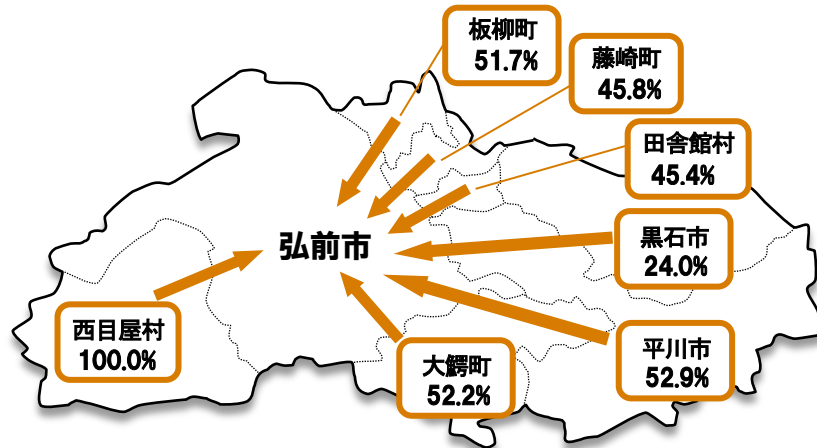 板柳町
51.7%
藤崎町
45.8%
田舎館村
45.4%
弘前市
黒石市
24.0%
西目屋村
100.0%
大鰐町
52.2%
平川市
52.9%